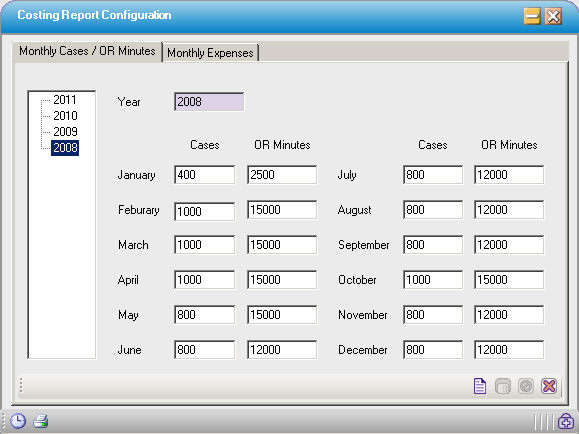 Costing Report Configuration
Monthly Cases / OR Minutes Monthly Expenses
2011
2010
2009
2008
Year 2008
Cases OR Minutes Cases OR Minutes
January 400 2500 July 800 12000
Feburary 1000 15000 August 800 12000
March 1000 15000 September 800 12000
April 1000 15000 October 1000 15000
May 800 15000 November 800 12000
June 800 12000 December 800 12000